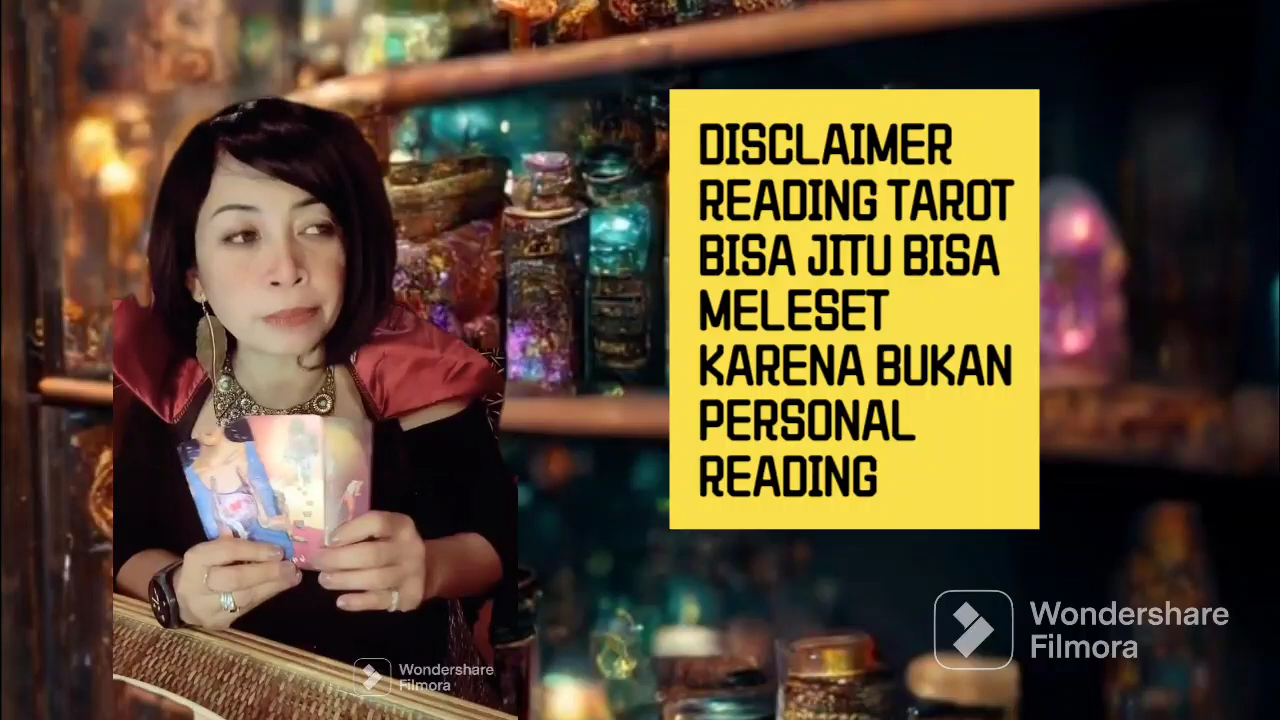 DISCLAIMER
READING TAROT
BISA JITU BISA
MELESET
KARENA BUKAN
PERSONAL
READING
Wondershare
Filmora
Wondershare
Filmora